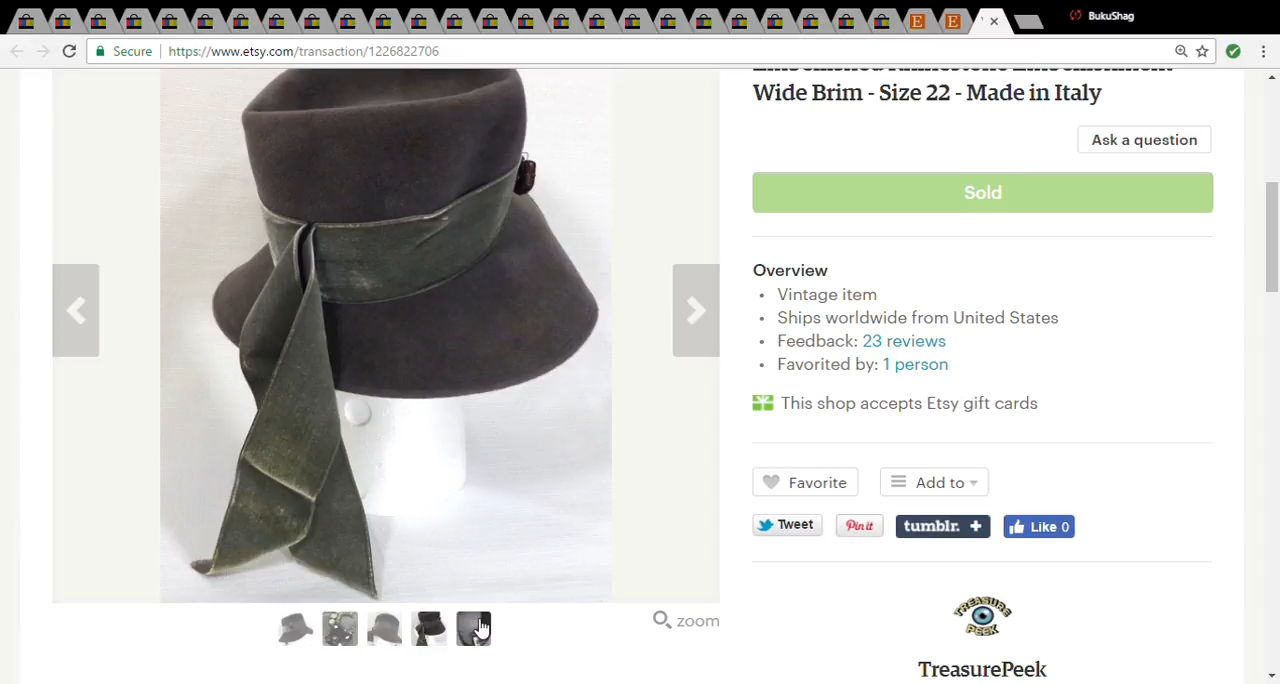 BukuShag
Secure
https://www.etsy.com/transaction/1226822706
Wide Brim - Size 22 - Made in Italy
Ask a question
Sold
Overview
Vintage item
Ships worldwide from United States
Feedback: 23 reviews
Favorited by: 1 person
This shop accepts Etsy gift cards
Favorite
Add to
Tweet
Pin it
tumblr. +
Like 0
zoom
TREASURE
PEEK
TreasurePeek